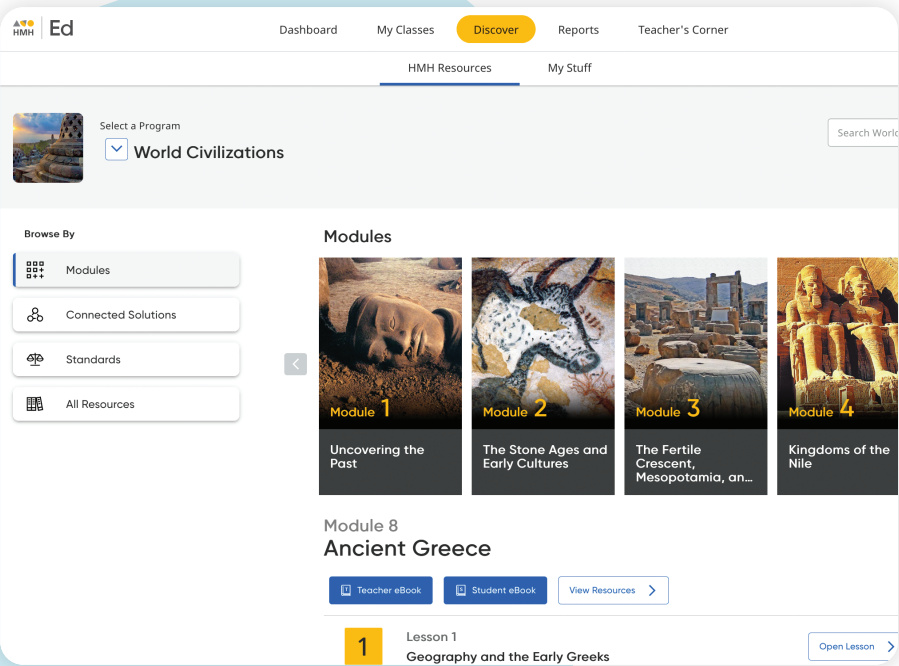 HMH Ed
Dashboard My Classes Discover Reports Teacher's Corner
HMH Resources My Stuff
Select a Program
World Civilizations
Search World
Browse By
Modules
Connected Solutions
Standards
All Resources
Modules
Module 1
Uncovering the
Past
Module 2
The Stone Ages and
Early Cultures
Module 3
The Fertile
Crescent,
Mesopotamia, an...
Module 4
Kingdoms of the
Nile
Module 8
Ancient Greece
Teacher eBook Student eBook View Resources
1
Lesson 1
Geography and the Early Greeks
Open Lesson